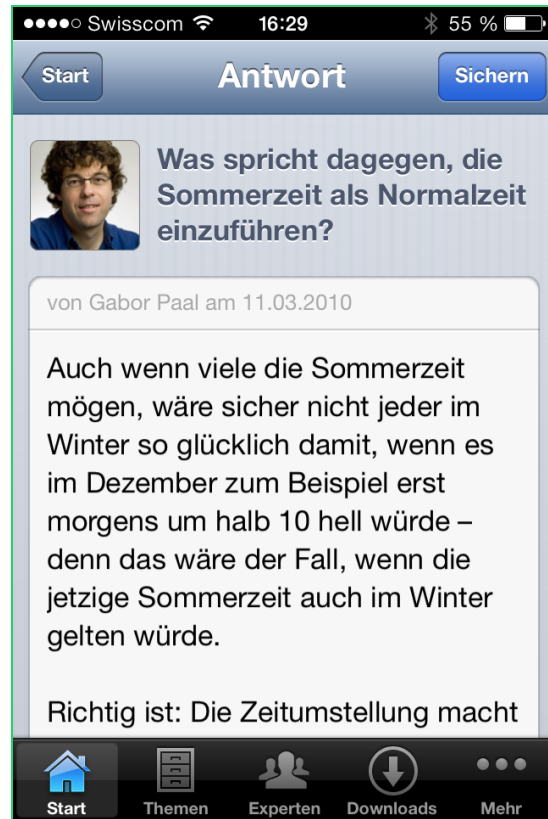 Swisscom 16:29 55 %
Start Antwort Sichern
Was spricht dagegen, die
Sommerzeit als Normalzeit
einzuführen?
von Gabor Paal am 11.03.2010
Auch wenn viele die Sommerzeit
mögen, wäre sicher nicht jeder im
Winter so glücklich damit, wenn es
im Dezember zum Beispiel erst
morgens um halb 10 hell würde –
denn das wäre der Fall, wenn die
jetzige Sommerzeit auch im Winter
gelten würde.
Richtig ist: Die Zeitumstellung macht
Start Themen Experten Downloads Mehr